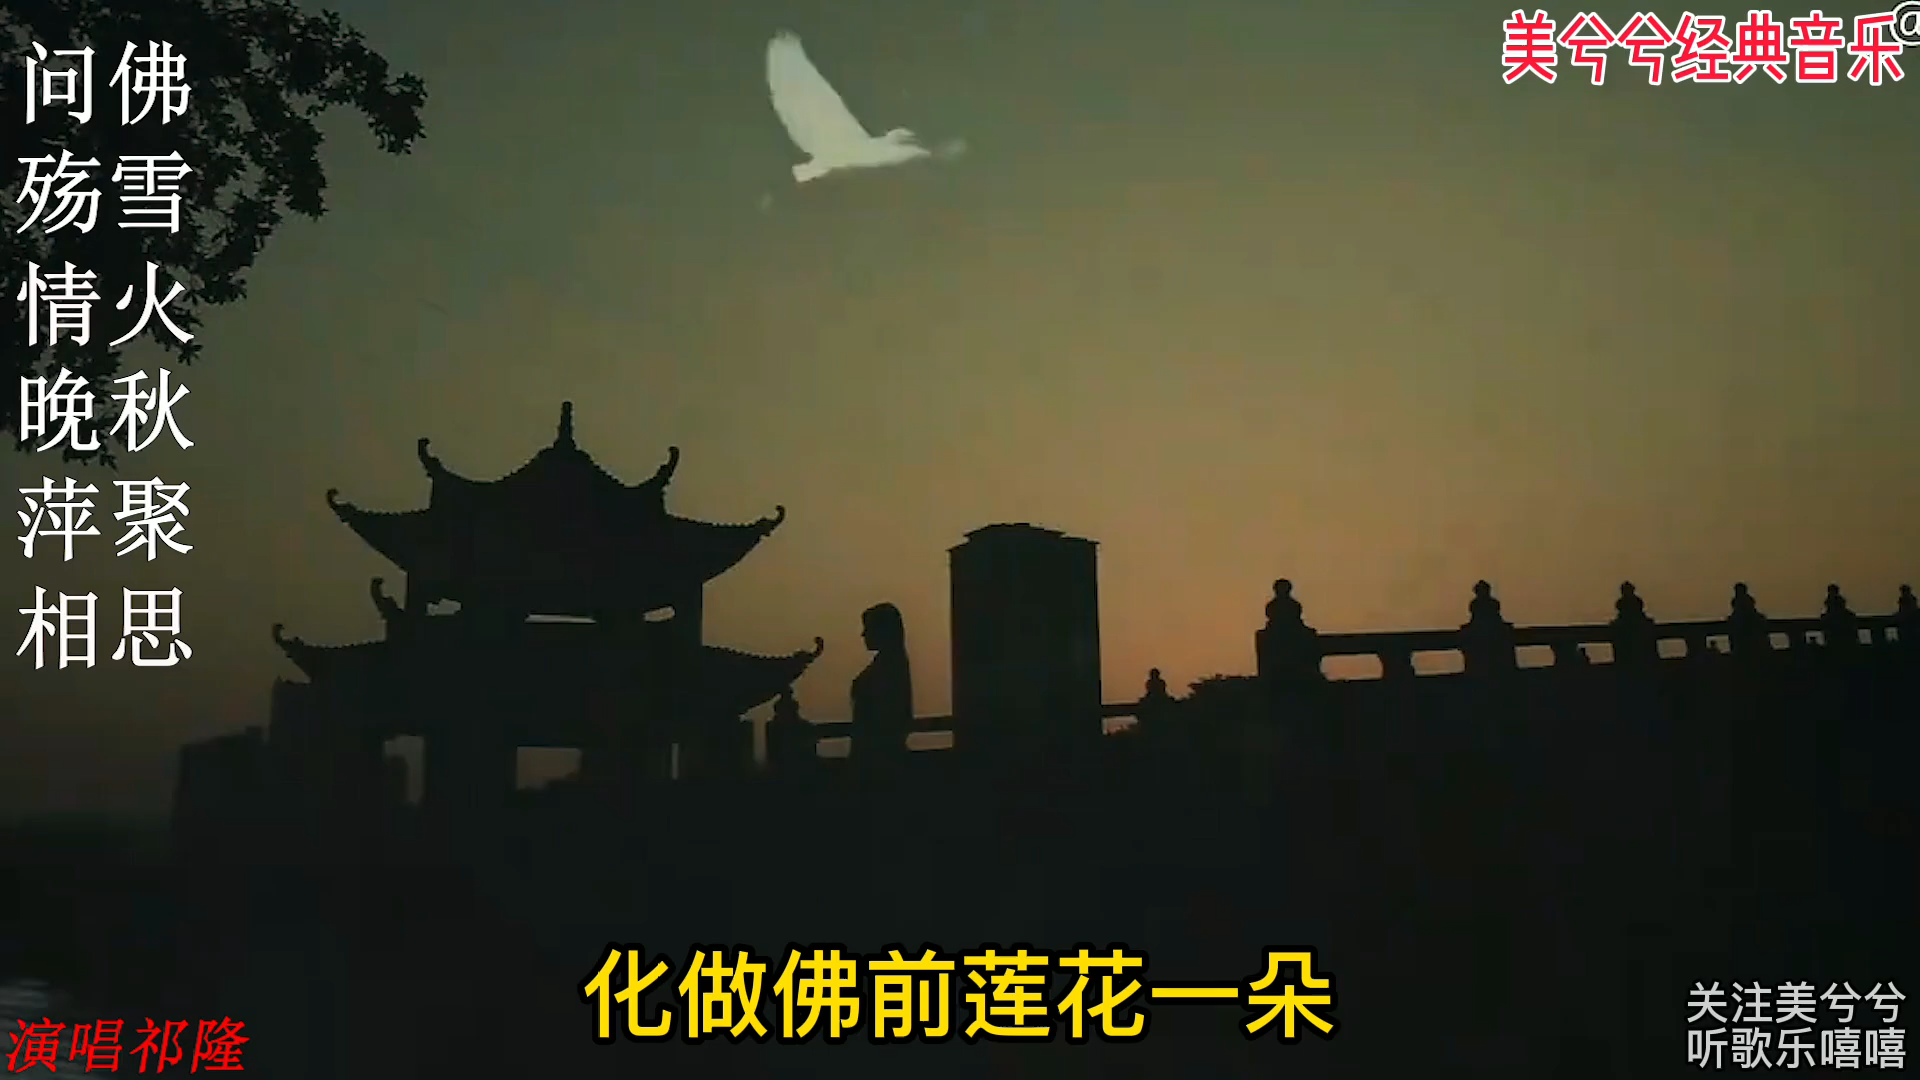 问佛
殇雪
情火
晚秋
萍聚
相思
美兮兮经典音乐
@
化做佛前莲花一朵
演唱祁隆
关注美兮兮
听歌乐嘻嘻